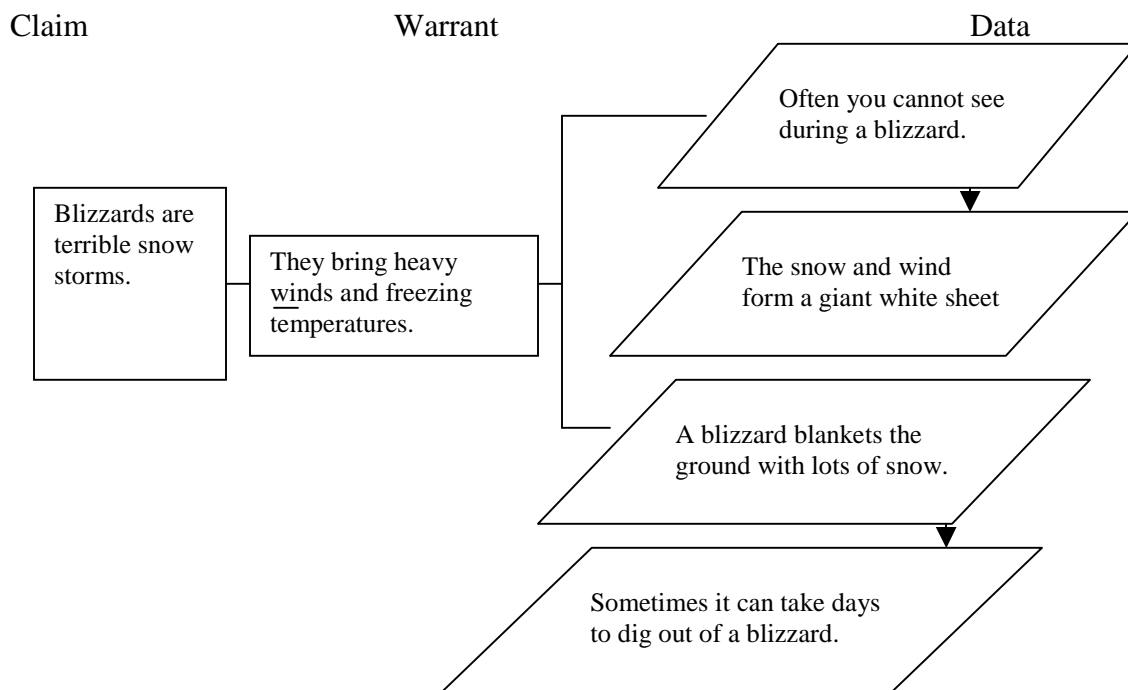 Claim
Warrant
Data
Blizzards are
terrible snow
storms.
They bring heavy
winds and freezing
temperatures.
Often you cannot see
during a blizzard.
The snow and wind
form a giant white sheet
A blizzard blankets the
ground with lots of snow.
Sometimes it can take days
to dig out of a blizzard.